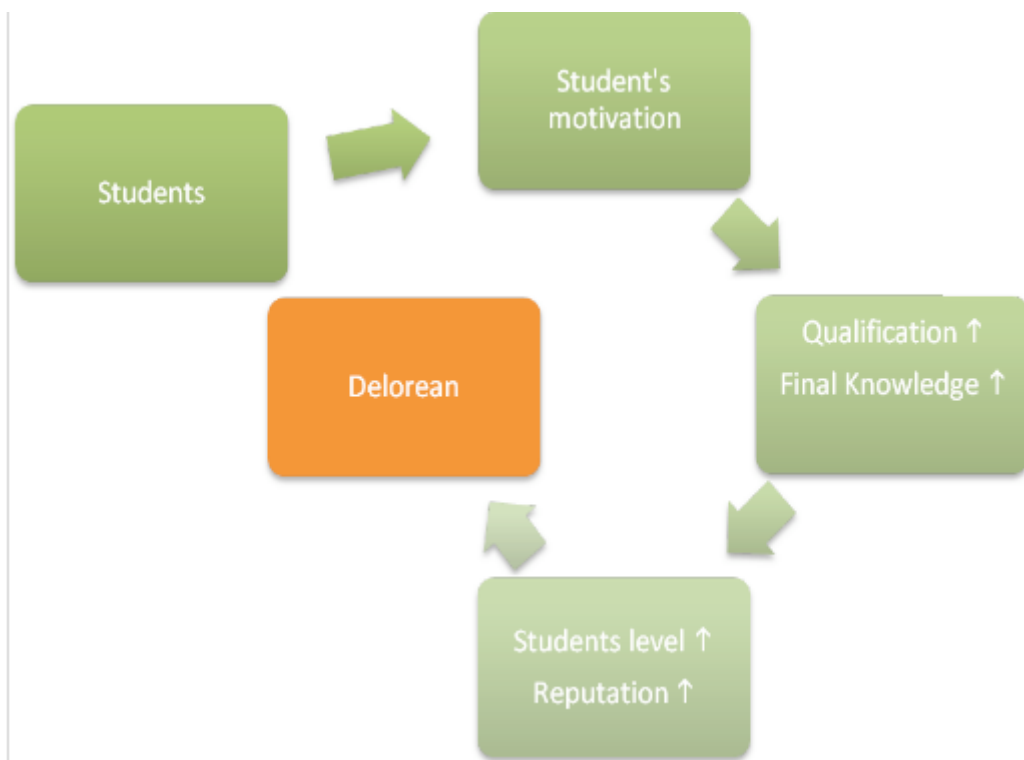 Student's
motivation
Students
Qualification ↑
Final Knowledge ↑
Delorean
Students level ↑
Reputation ↑